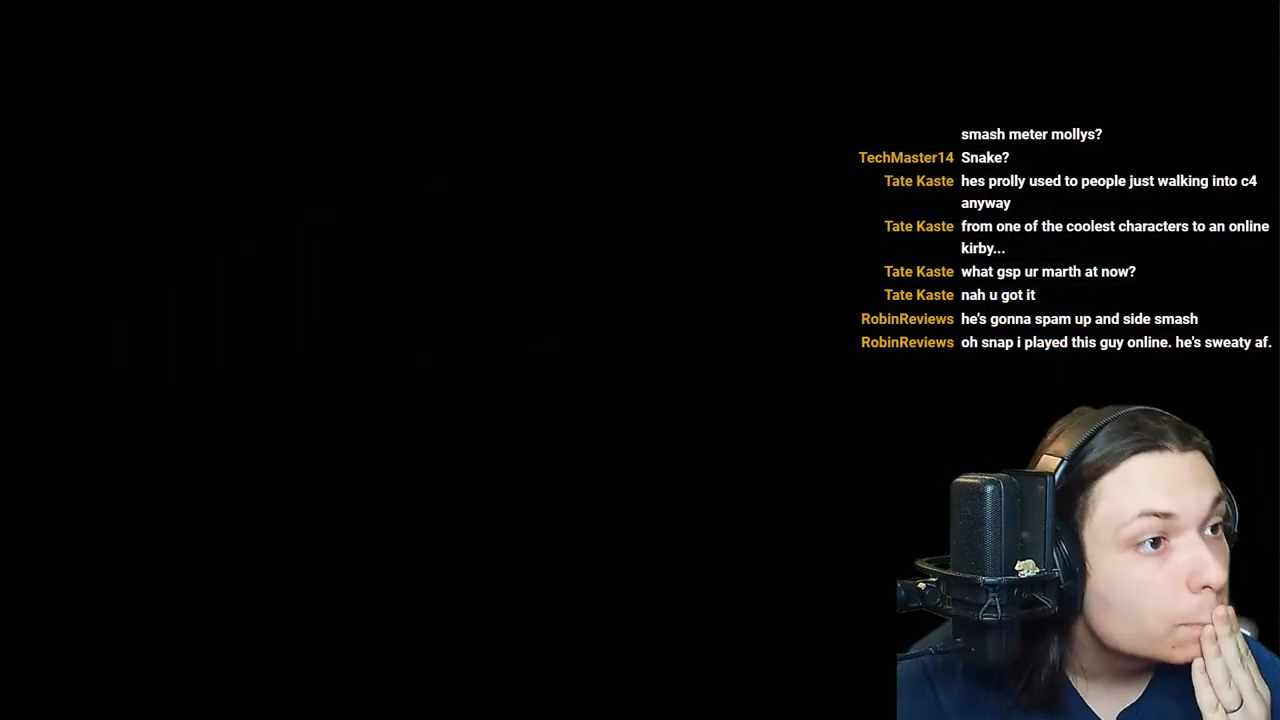 smash meter mollys?
TechMaster14 Snake?
Tate Kaste hes prolly used to people just walking into c4
anyway
Tate Kaste from one of the coolest characters to an online
kirby...
Tate Kaste what gsp ur marth at now?
Tate Kaste nah u got it
RobinReviews he's gonna spam up and side smash
RobinReviews oh snap i played this guy online. he's sweaty af.